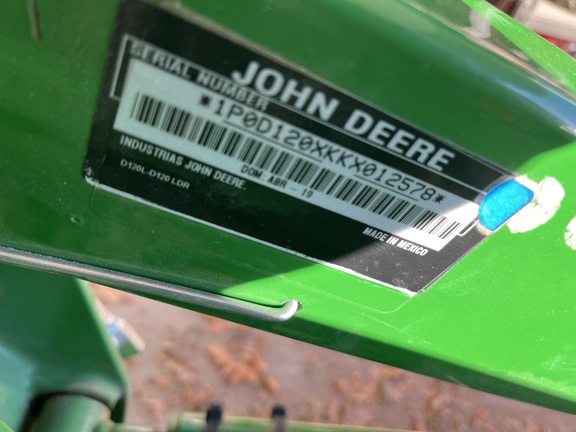 JOHN DEERE
SERIAL NUMBER
*1P0D120XKKX012578*
INDUSTRIAS JOHN DEERE
DOM ABR - 19
D120L-D120 LDR
MADE IN MEXICO